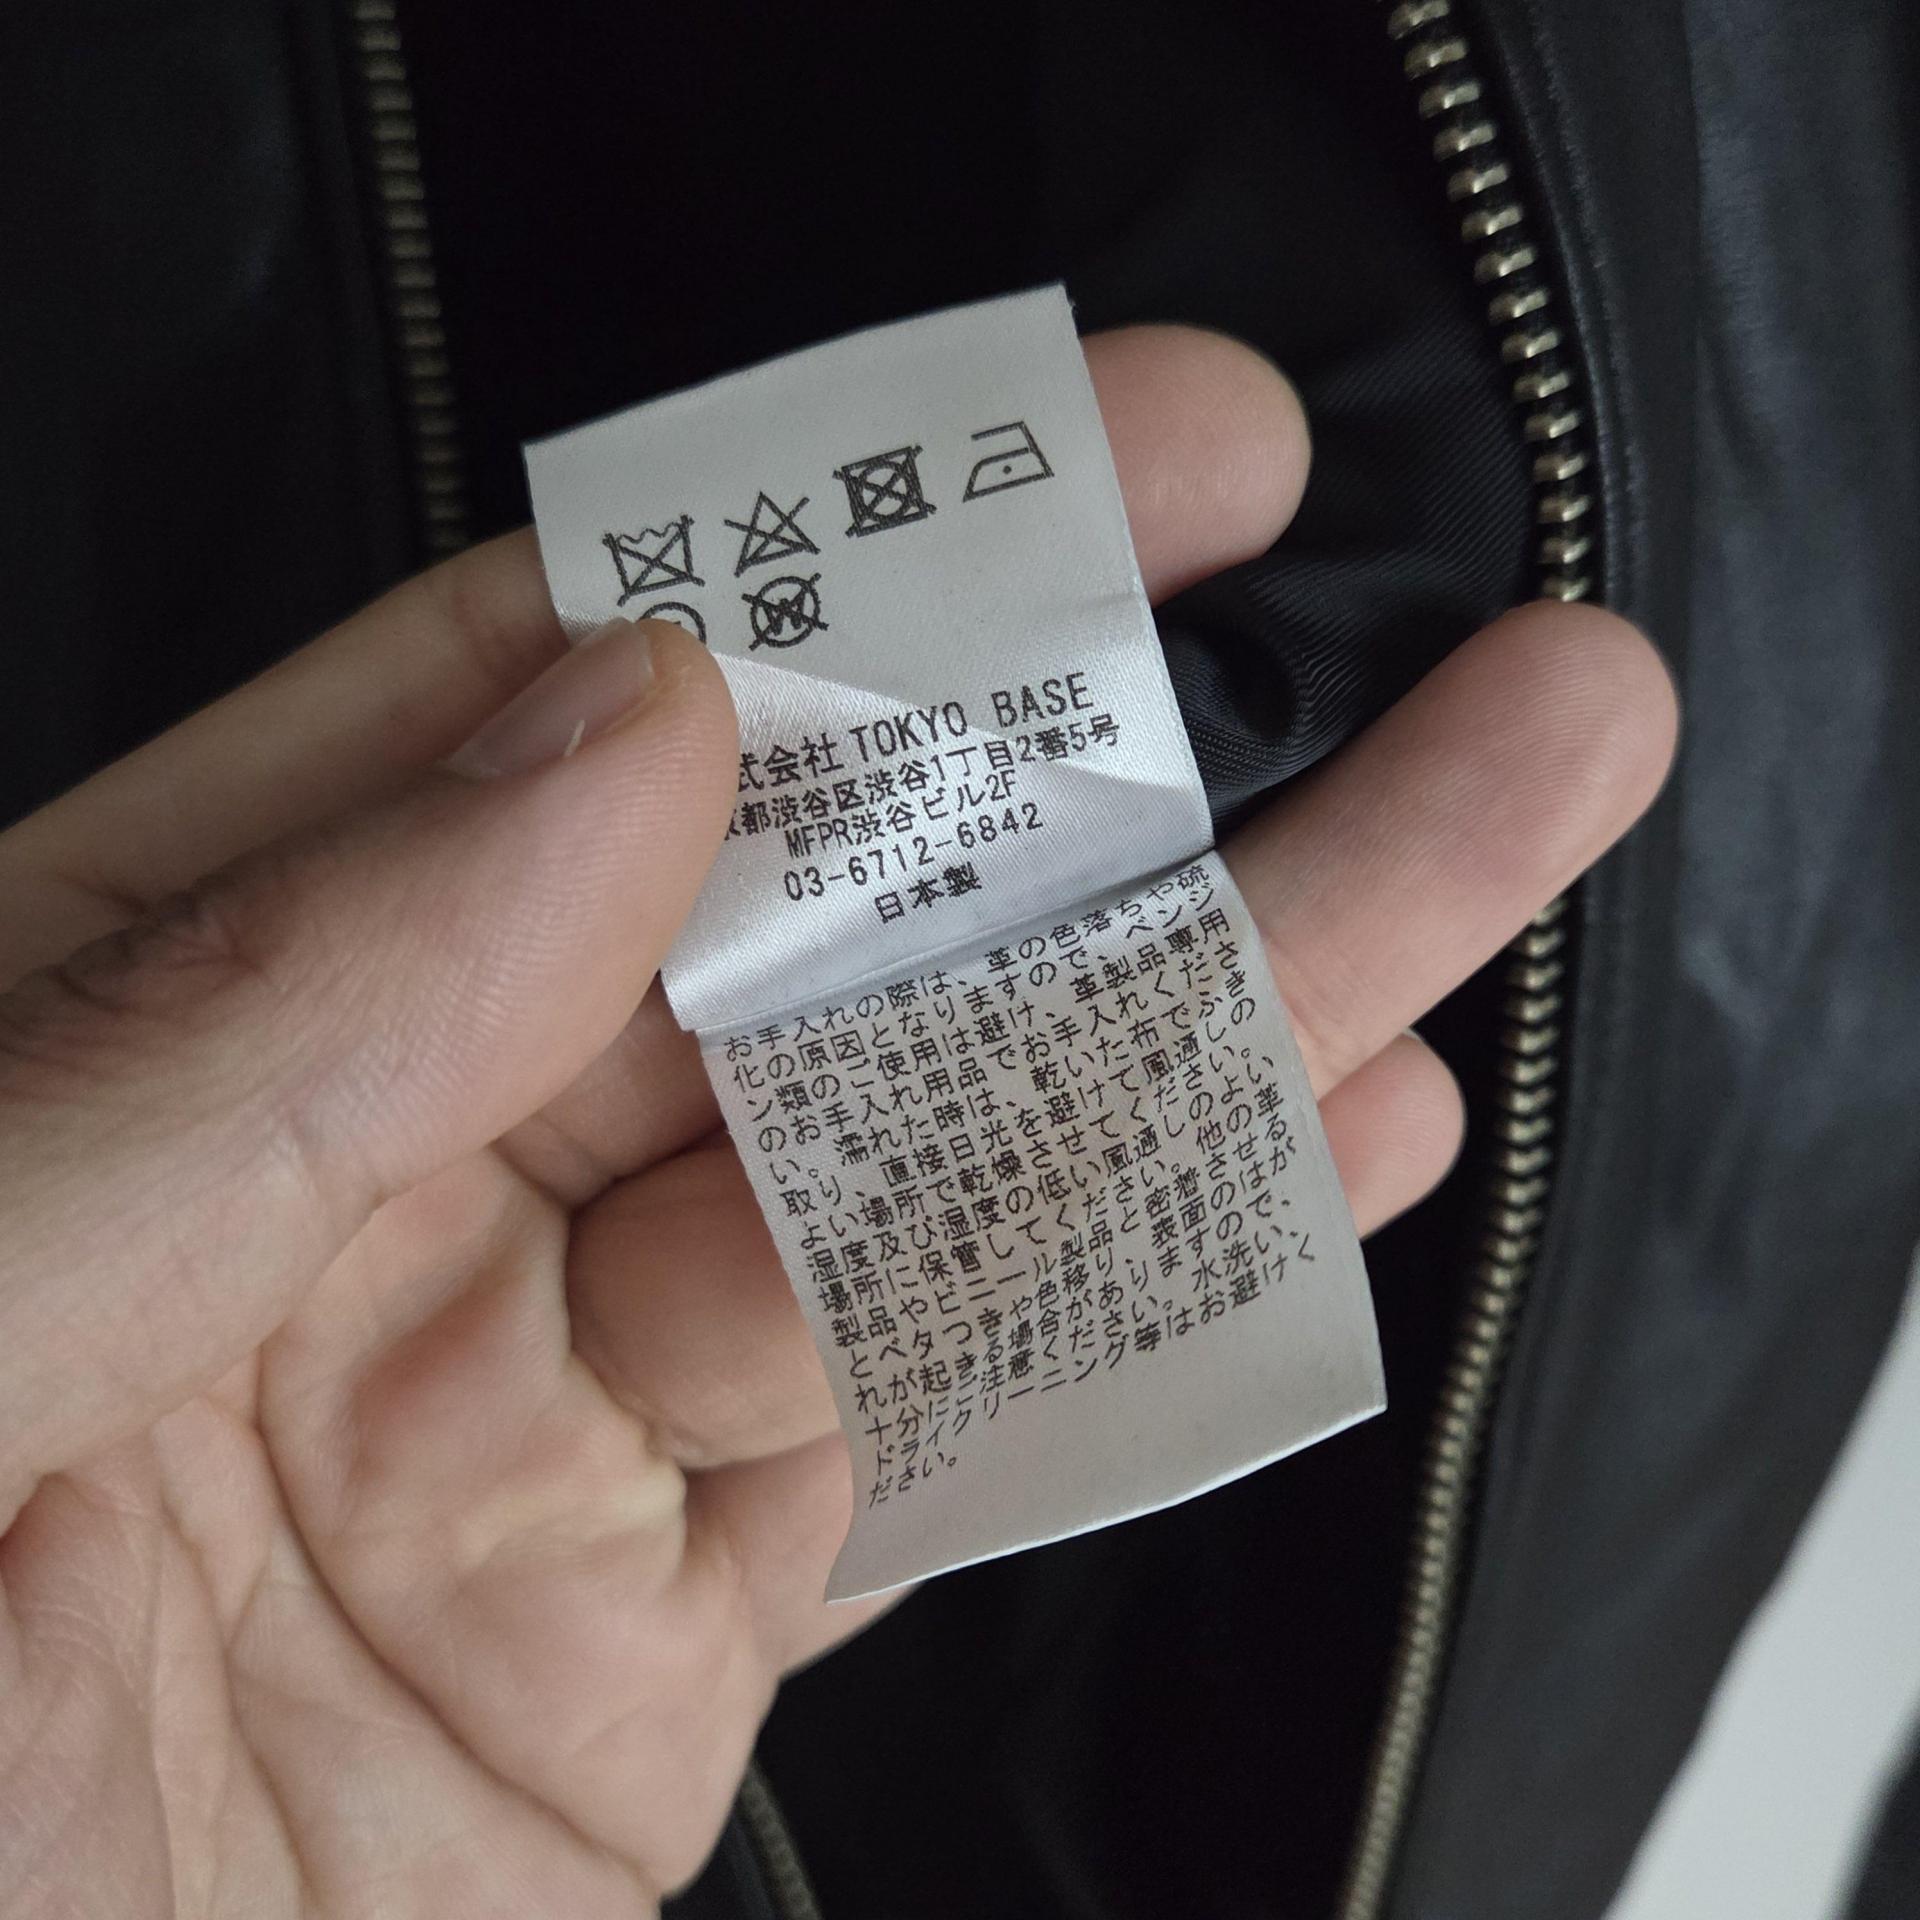 式会社 TOKYO BASE
都渋谷区渋谷1丁目2番5号
MFPR渋谷ビル2F
03-6712-6842
日本製
お手入れの際は、革の色落ちや硫
化の原因となりますので、ベンジ
ン類のご使用は避け、革製品専用
のお手入れ用品でお手入れくださ
い。濡れた時は、乾いた布でふき
取り、直接日光を避けて風通しの
よい場所で乾燥をさせてください。
温度及び湿度の低い風通しのよい
場所に保管してください。他の革
製品やビニール製品と密着させる
とベタつきや色移り、表面のはが
れが起きる場合がありますので、
十分にご注意ください。水洗い、
ドライクリーニング等はお避けく
ださい。